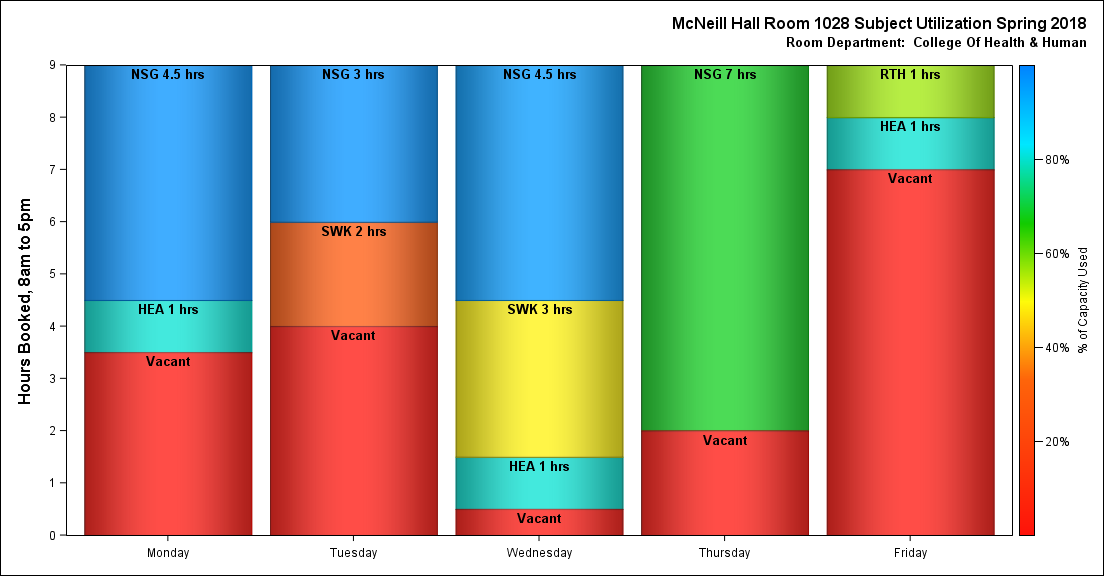 McNeill Hall Room 1028 Subject Utilization Spring 2018
Room Department:  College Of Health & Human
Hours Booked, 8am to 5pm
9
8
7
6
5
4
3
2
1
0
NSG 4.5 hrs
HEA 1 hrs
Vacant
NSG 3 hrs
SWK 2 hrs
Vacant
NSG 4.5 hrs
SWK 3 hrs
HEA 1 hrs
Vacant
NSG 7 hrs
Vacant
RTH 1 hrs
HEA 1 hrs
Vacant
Monday
Tuesday
Wednesday
Thursday
Friday
80%
60%
40%
20%
% of Capacity Used